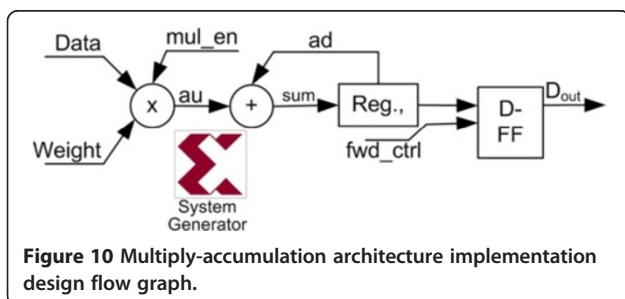 Data
mul_en
ad
x
au
+
sum
Reg.,
D-
FF
Dout
Weight
fwd_ctrl
System
Generator
Figure 10 Multiply-accumulation architecture implementation
design flow graph.